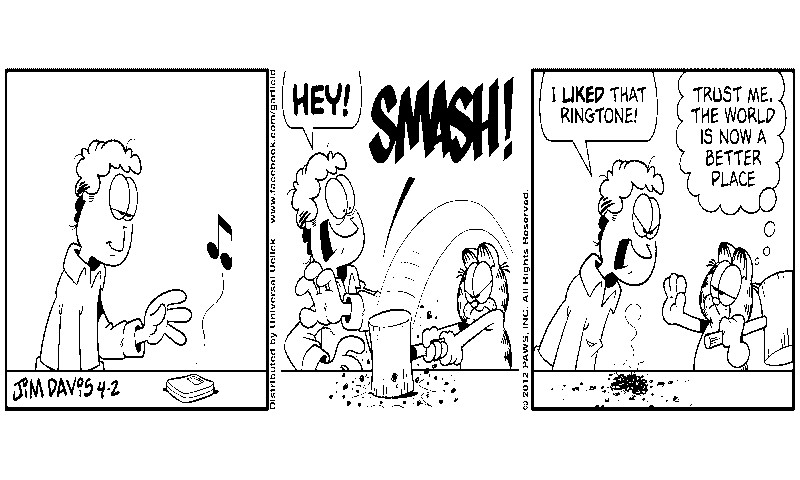 JIM DAVIS 4-2
Distributed by Universal Uclick www.facebook.com/garfield
HEY!
SMASH!
© 2012 PAWS, INC. All Rights Reserved.
I LIKED THAT
RINGTONE!
TRUST ME.
THE WORLD
IS NOW A
BETTER
PLACE